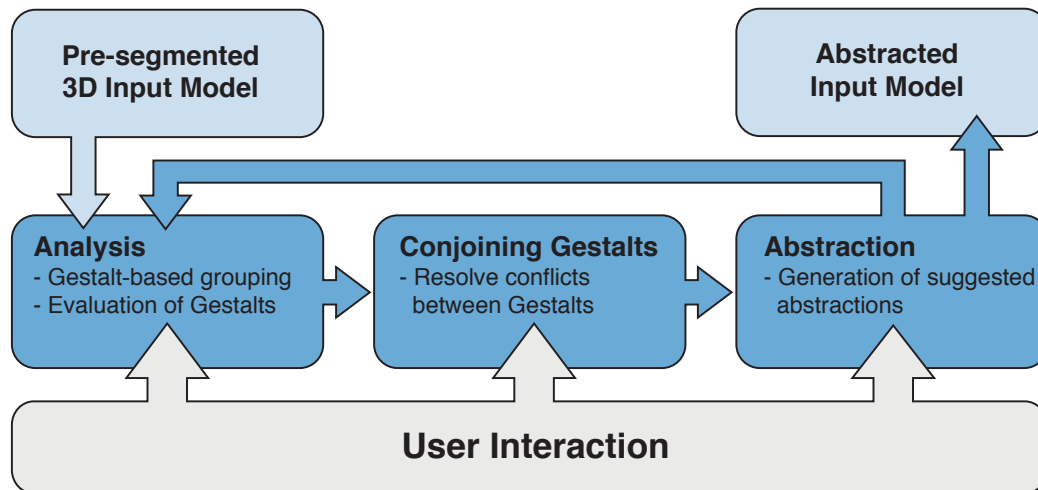 Pre-segmented
3D Input Model
Abstracted
Input Model
Analysis
- Gestalt-based grouping
- Evaluation of Gestalts
Conjoining Gestalts
- Resolve conflicts
between Gestalts
Abstraction
- Generation of suggested
abstractions
User Interaction